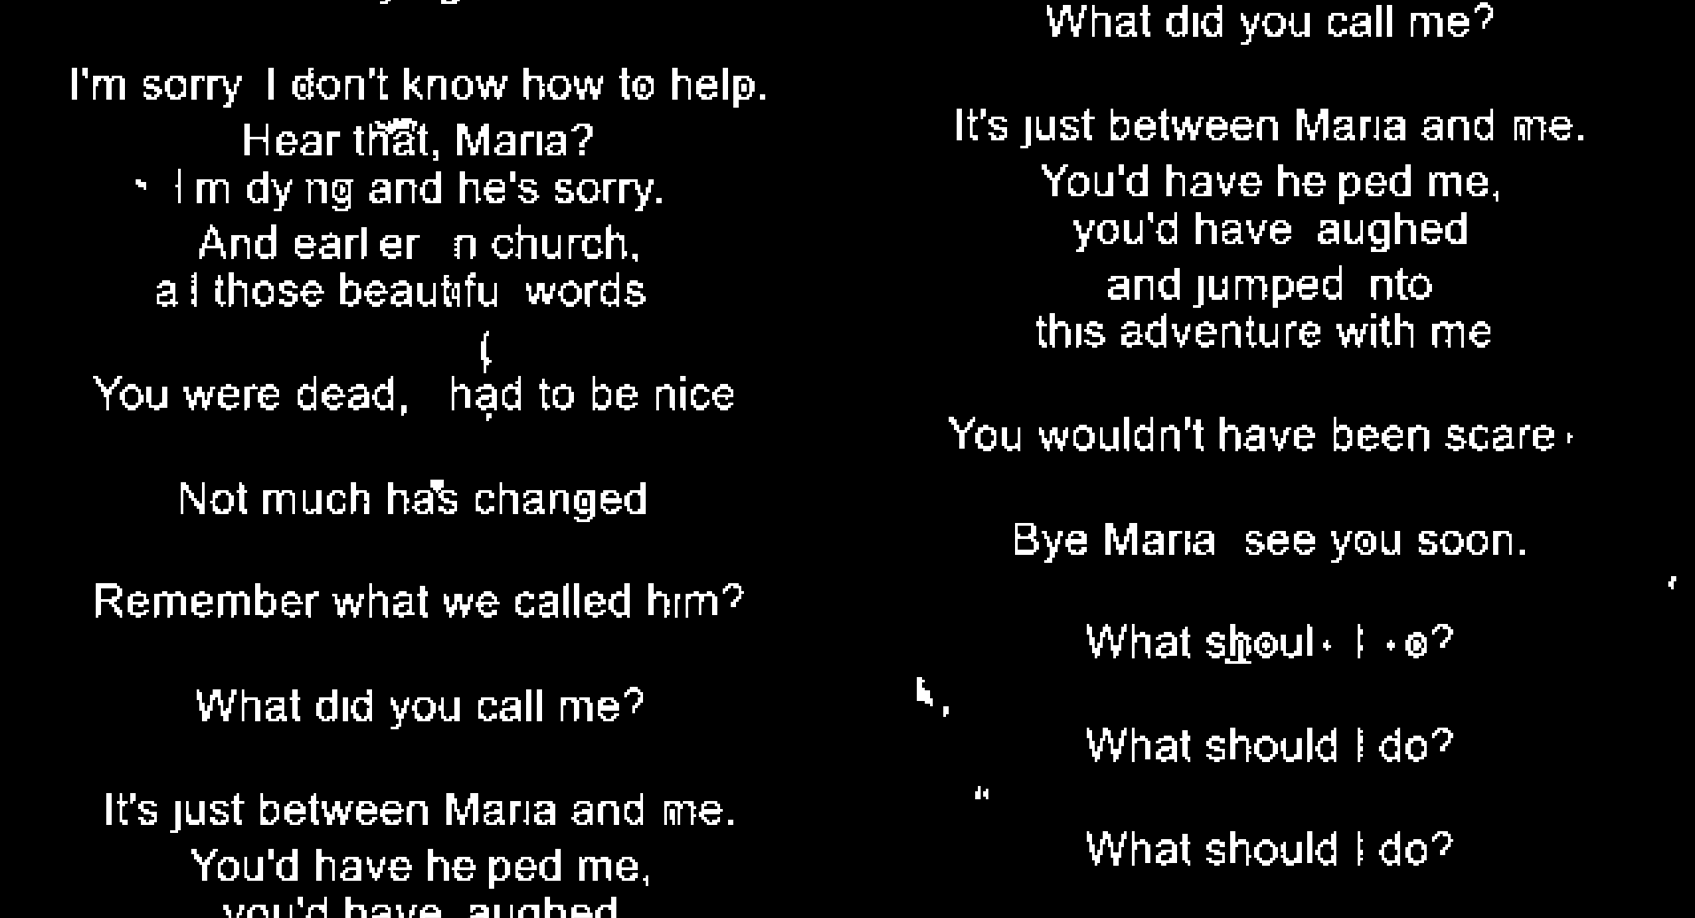 I'm sorry I don't know how to help.
Hear that, Maria?
I'm dying and he's sorry.
And earlier in church,
all those beautiful words
You were dead, I had to be nice
Not much has changed
Remember what we called him?
What did you call me?
It's just between Maria and me.
You'd have helped me,
you'd have laughed
What did you call me?
It's just between Maria and me.
You'd have helped me,
you'd have laughed
and jumped into
this adventure with me
You wouldn't have been scared
Bye Maria see you soon.
What should I do?
What should I do?
What should I do?